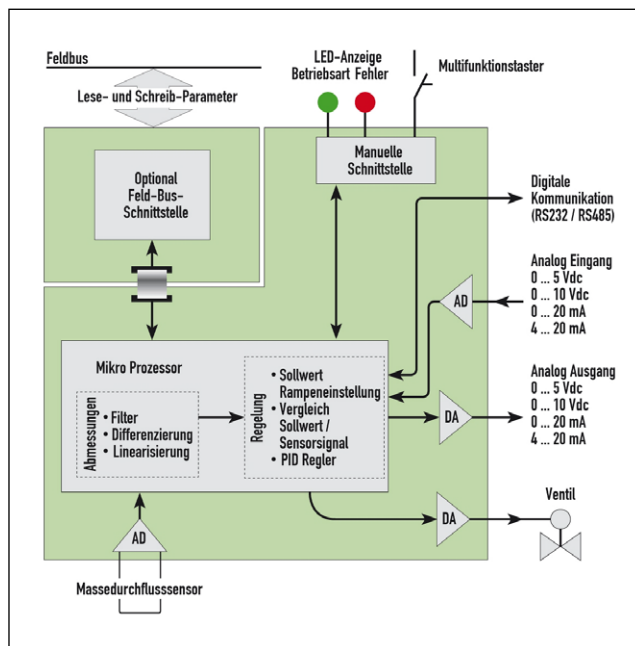 Feldbus
Lese- und Schreib-Parameter
LED-Anzeige
Betriebsart Fehler
Multifunktionstaster
Optional
Feld-Bus-
Schnittstelle
Manuelle
Schnittstelle
Digitale
Kommunikation
(RS232 / RS485)
Analog Eingang
0 ... 5 Vdc
0 ... 10 Vdc
0 ... 20 mA
4 ... 20 mA
AD
Mikro Prozessor
Abmessungen
• Filter
• Differenzierung
• Linearisierung
Regelung
• Sollwert
Rampeneinstellung
• Vergleich
Sollwert /
Sensorsignal
• PID Regler
DA
Analog Ausgang
0 ... 5 Vdc
0 ... 10 Vdc
0 ... 20 mA
4 ... 20 mA
DA
Ventil
AD
Massedurchflusssensor